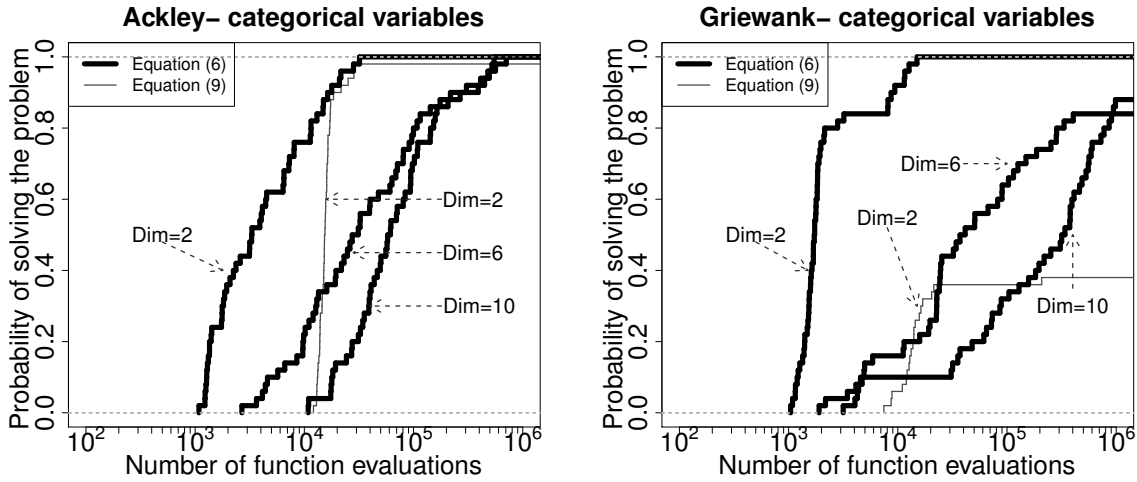 Ackley− categorical variables
Probability of solving the problem
0.0
0.2
0.4
0.6
0.8
1.0
Equation (6)
Equation (9)
Dim=2
Dim=2
Dim=6
Dim=10
10^2
10^3
10^4
10^5
10^6
Number of function evaluations
Griewank− categorical variables
Probability of solving the problem
0.0
0.2
0.4
0.6
0.8
1.0
Equation (6)
Equation (9)
Dim=6
Dim=2
Dim=2
Dim=10
10^2
10^3
10^4
10^5
10^6
Number of function evaluations